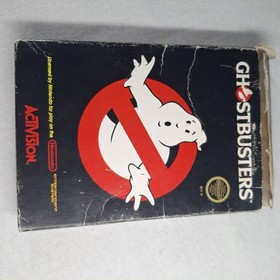 GHOSTBUSTERS
Licensed by Nintendo for play on the
Nintendo
ACTIVISION